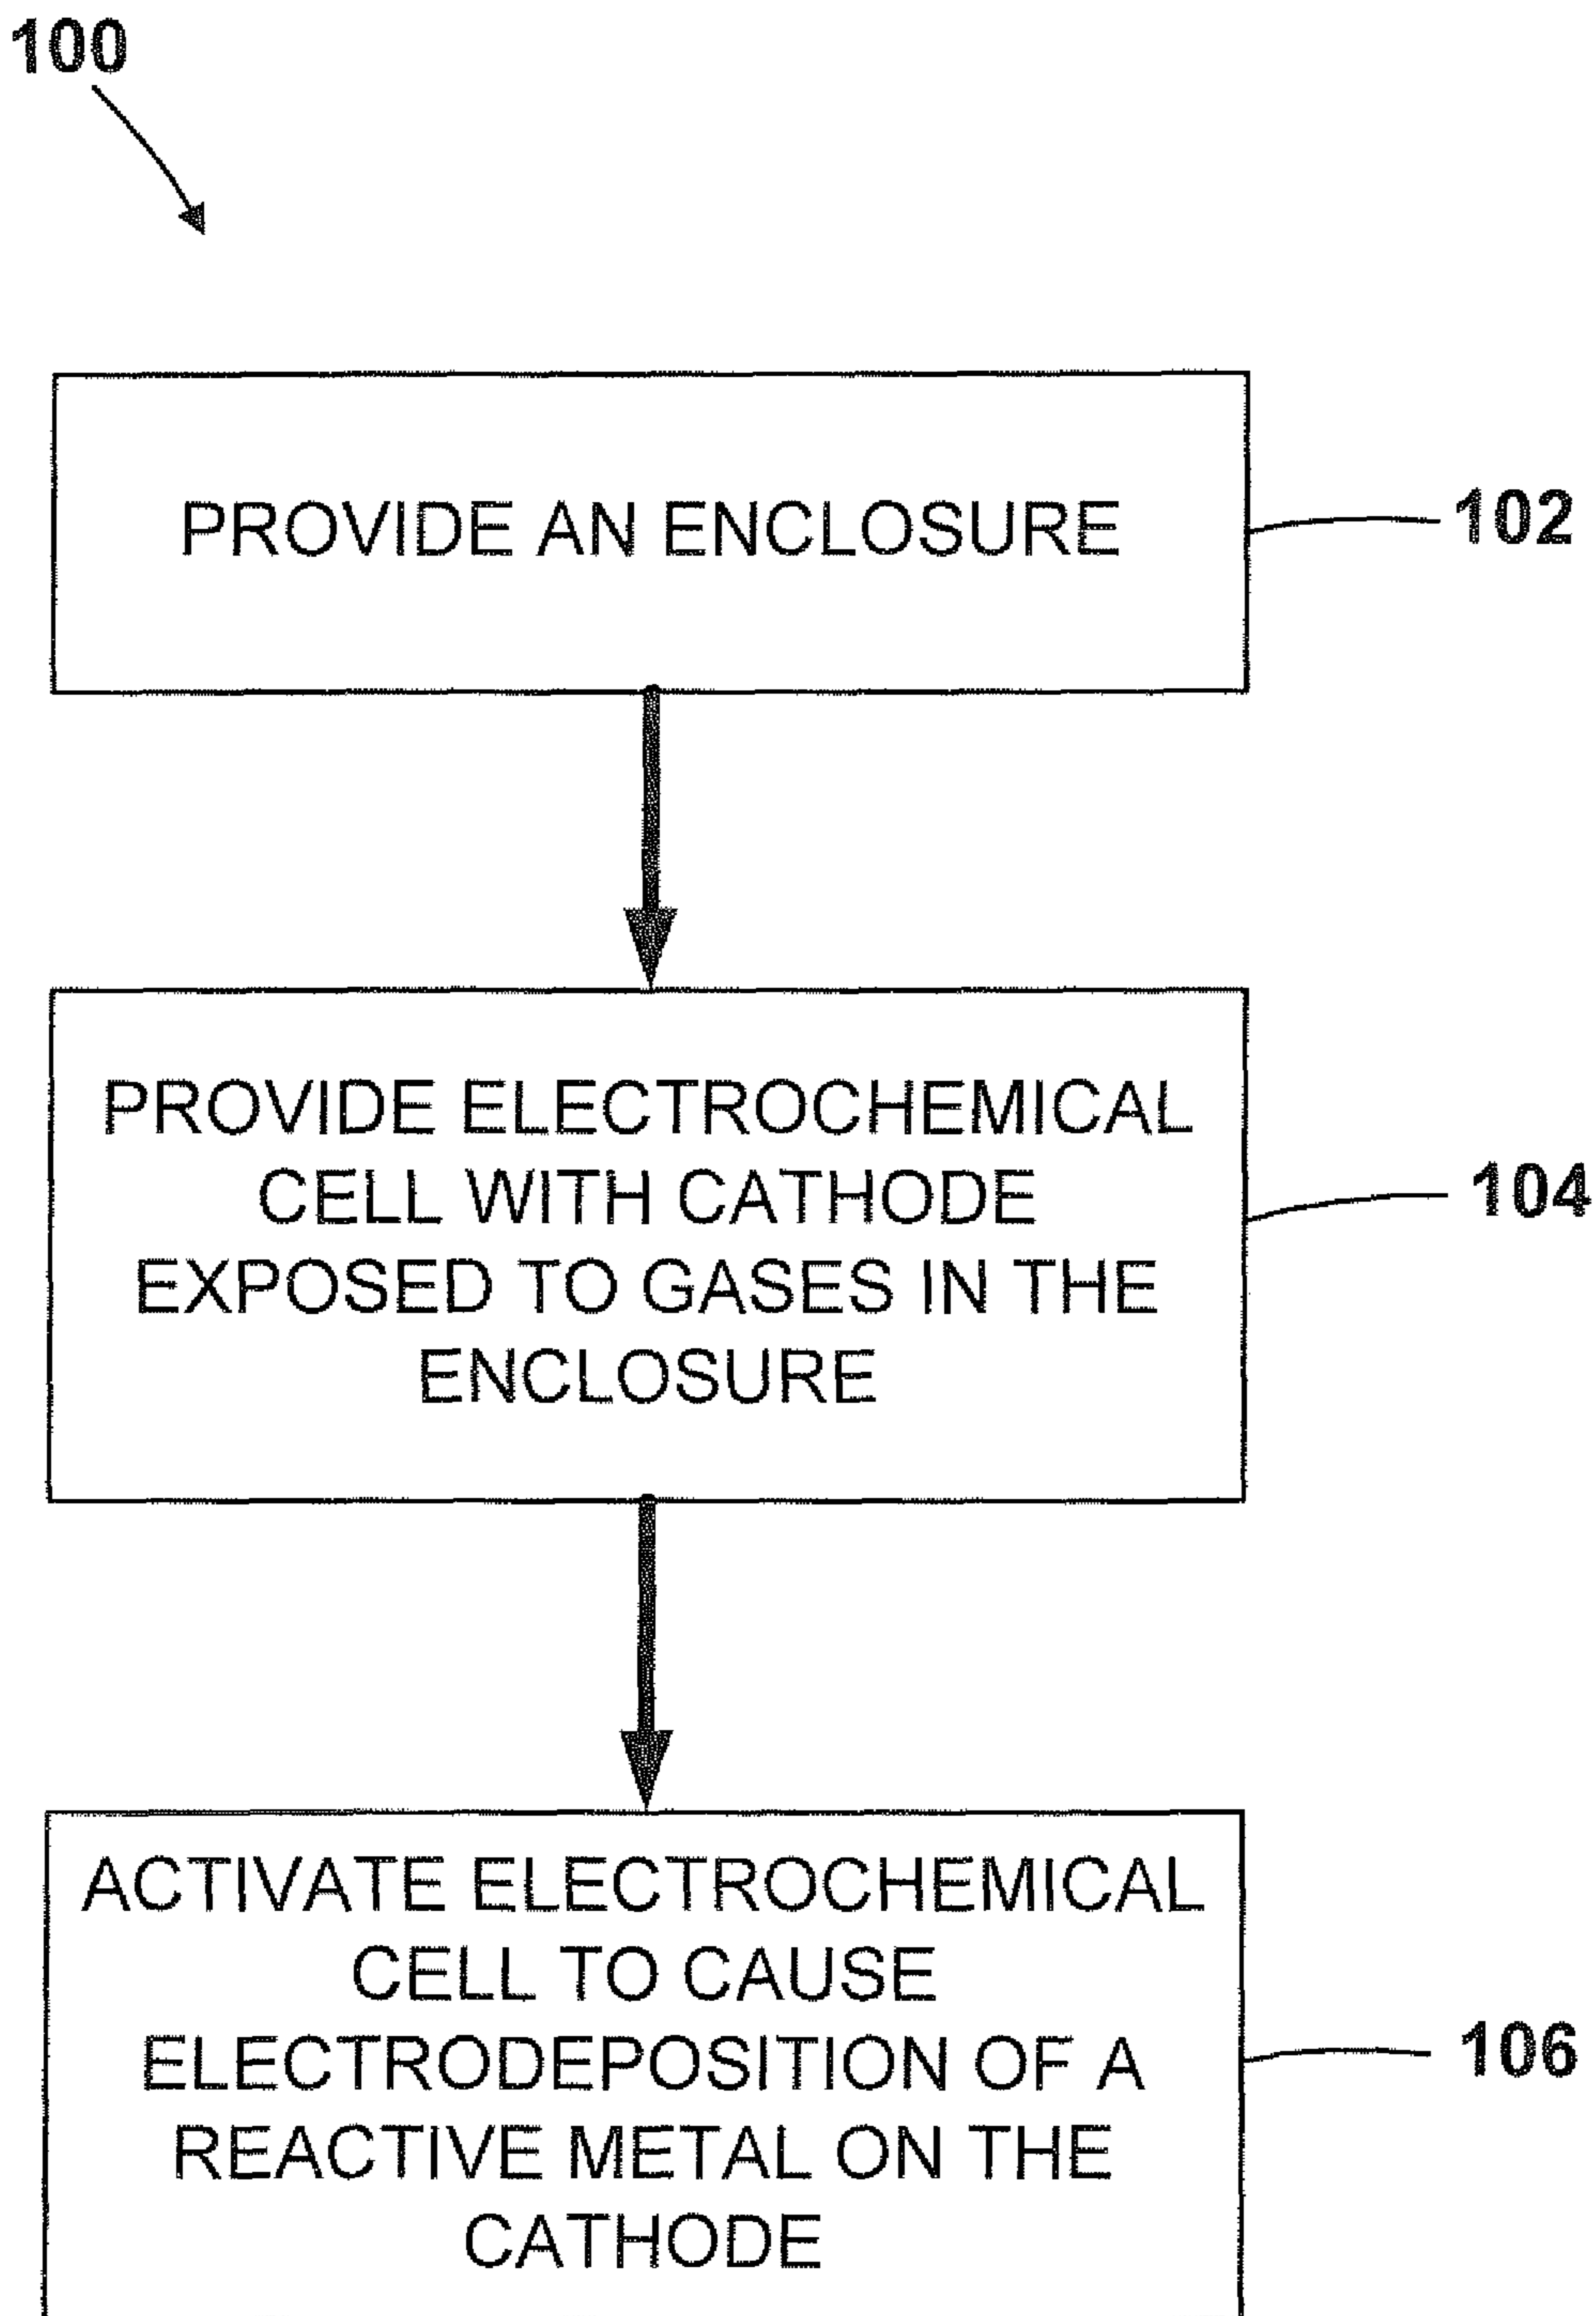 100
PROVIDE AN ENCLOSURE
102
PROVIDE ELECTROCHEMICAL
CELL WITH CATHODE
EXPOSED TO GASES IN THE
ENCLOSURE
104
ACTIVATE ELECTROCHEMICAL
CELL TO CAUSE
ELECTRODEPOSITION OF A
REACTIVE METAL ON THE
CATHODE
106